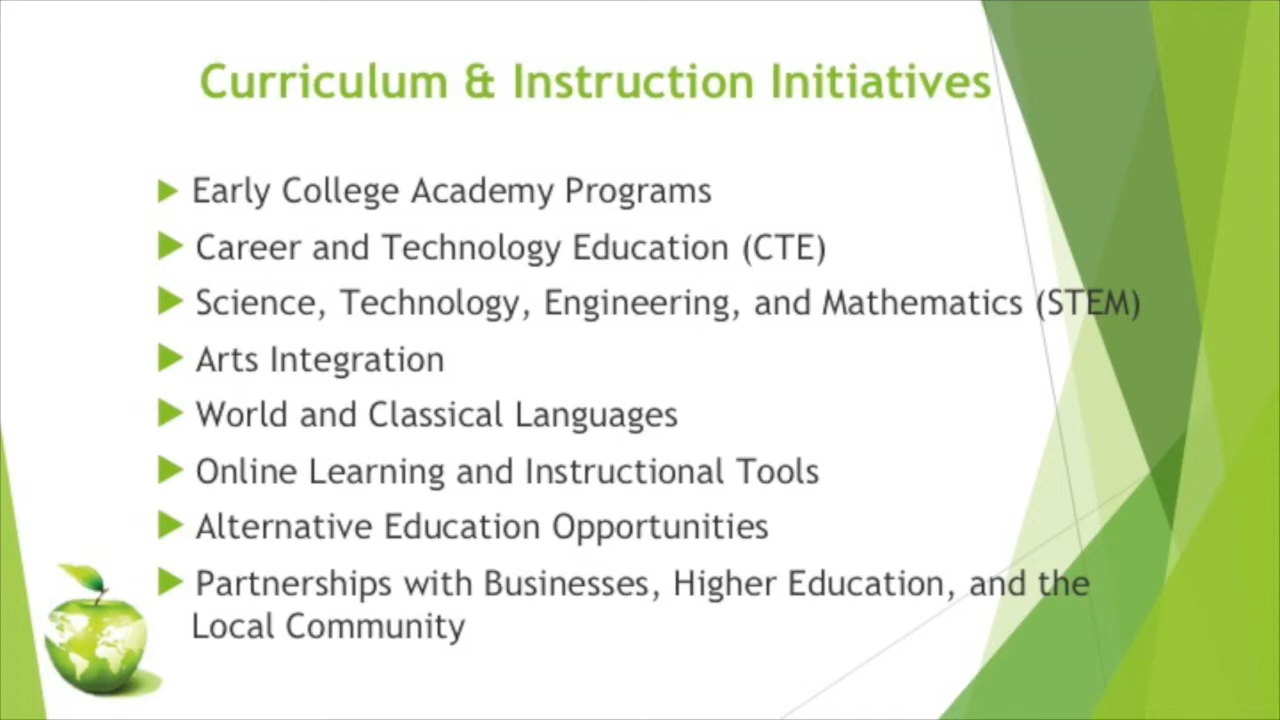 Curriculum & Instruction Initiatives
Early College Academy Programs
Career and Technology Education (CTE)
Science, Technology, Engineering, and Mathematics (STEM)
Arts Integration
World and Classical Languages
Online Learning and Instructional Tools
Alternative Education Opportunities
Partnerships with Businesses, Higher Education, and the
Local Community